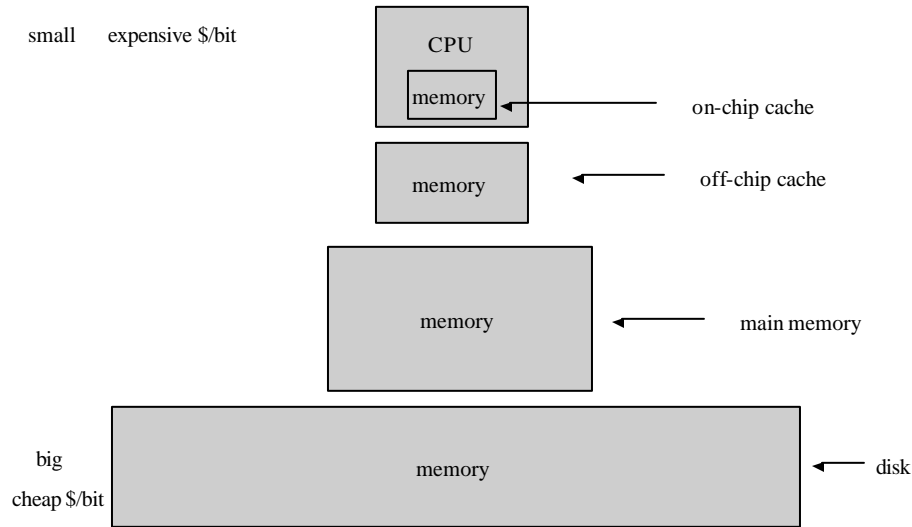 small expensive $/bit
CPU
memory
on-chip cache
memory
off-chip cache
memory
main memory
big
cheap $/bit
memory
disk